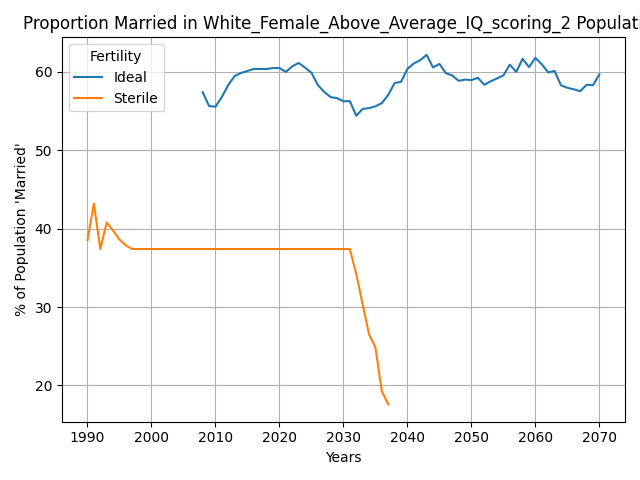 Proportion Married in White_Female_Above_Average_IQ_scoring_2 Populati
Fertility
Ideal
Sterile
% of Population 'Married'
60
50
40
30
20
1990 2000 2010 2020 2030 2040 2050 2060 2070
Years